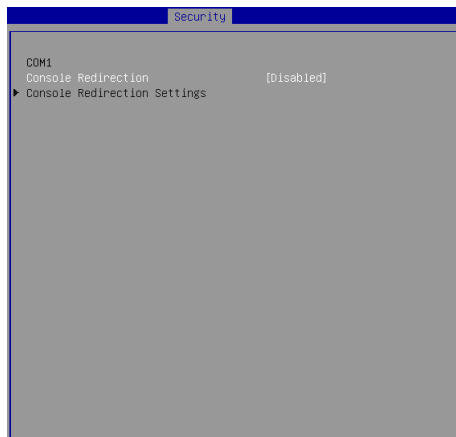 Security
COM1
Console Redirection [Disabled]
Console Redirection Settings